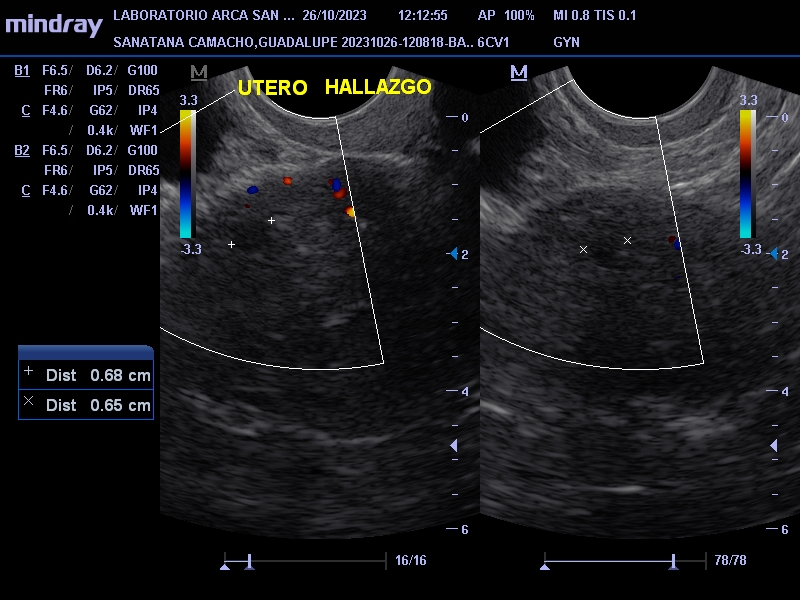 mindray
LABORATORIO ARCA SAN ... 26/10/2023 12:12:55 AP 100% MI 0.8 TIS 0.1
SANATANA CAMACHO,GUADALUPE 20231026-120818-BA.. 6CV1 GYN
B1 F6.5/ D6.2/ G100
FR6/ IP5/ DR65
C F4.6/ G62/ IP4
/ 0.4k/ WF1
B2 F6.5/ D6.2/ G100
FR6/ IP5/ DR65
C F4.6/ G62/ IP4
/ 0.4k/ WF1
M
UTERO HALLAZGO
M
3.3
-3.3
3.3
-3.3
0
2
4
6
0
2
4
6
+ Dist 0.68 cm
× Dist 0.65 cm
16/16
78/78